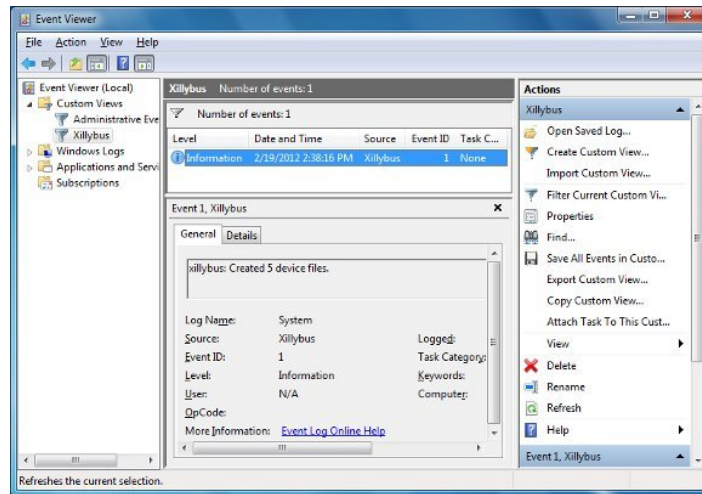 Event Viewer
File Action View Help
Event Viewer (Local)
Custom Views
Administrative Eve
Xillybus
Windows Logs
Applications and Servi
Subscriptions
Xillybus Number of events: 1
Number of events: 1
Level Date and Time Source Event ID Task C...
Information 2/19/2012 2:38:16 PM Xillybus 1 None
Event 1, Xillybus
General Details
xillybus: Created 5 device files.
Log Name: System
Source: Xillybus Logged:
Event ID: 1 Task Category:
Level: Information Keywords:
User: N/A Computer:
OpCode:
More Information: Event Log Online Help
Actions
Xillybus
Open Saved Log...
Create Custom View...
Import Custom View...
Filter Current Custom Vi...
Properties
Find...
Save All Events in Custo...
Export Custom View...
Copy Custom View...
Attach Task To This Cust...
View
Delete
Rename
Refresh
Help
Event 1, Xillybus
Refreshes the current selection.